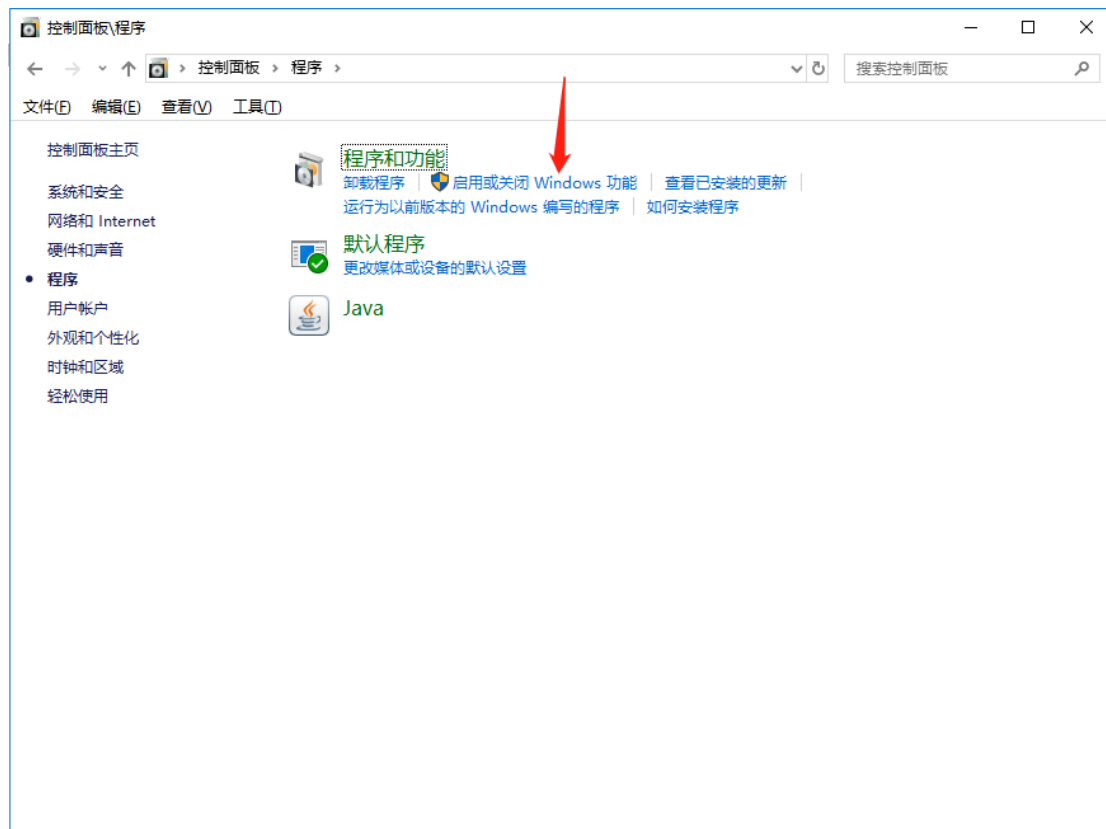 控制面板\程序
控制面板 › 程序 ›
搜索控制面板
文件(F) 编辑(E) 查看(V) 工具(T)
控制面板主页
系统和安全
网络和 Internet
硬件和声音
程序
用户帐户
外观和个性化
时钟和区域
轻松使用
程序和功能
卸载程序 启用或关闭 Windows 功能 查看已安装的更新
运行为以前版本的 Windows 编写的程序 如何安装程序
默认程序
更改媒体或设备的默认设置
Java